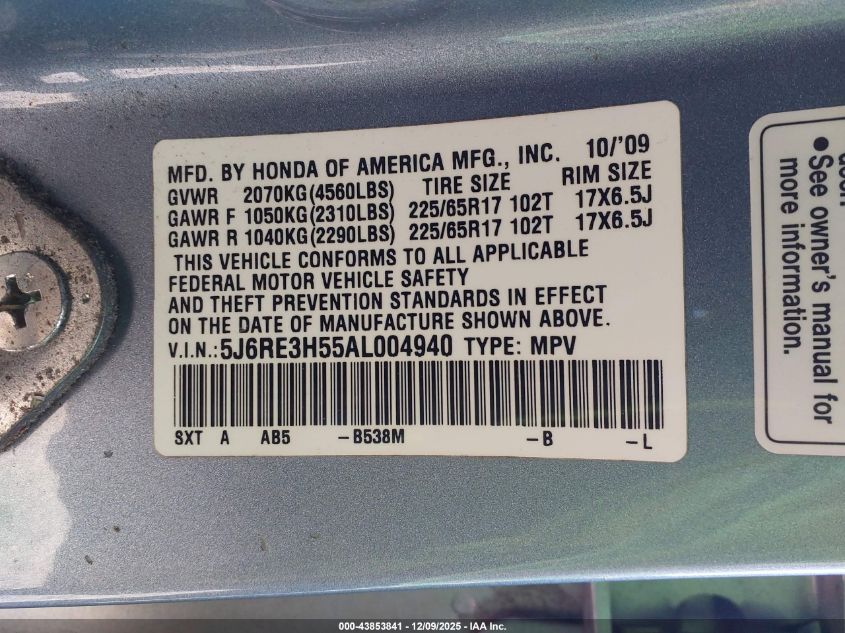 MFD. BY HONDA OF AMERICA MFG., INC. 10/'09
GVWR 2070KG(4560LBS) TIRE SIZE RIM SIZE
GAWR F 1050KG(2310LBS) 225/65R17 102T 17X6.5J
GAWR R 1040KG(2290LBS) 225/65R17 102T 17X6.5J
THIS VEHICLE CONFORMS TO ALL APPLICABLE
FEDERAL MOTOR VEHICLE SAFETY
AND THEFT PREVENTION STANDARDS IN EFFECT
ON THE DATE OF MANUFACTURE SHOWN ABOVE.
V.I.N.: 5J6RE3H55AL004940 TYPE: MPV
SXT A AB5 -B538M -B -L
• See owner's manual for
more information.
000-43853841 - 12/09/2025 - IAA Inc.